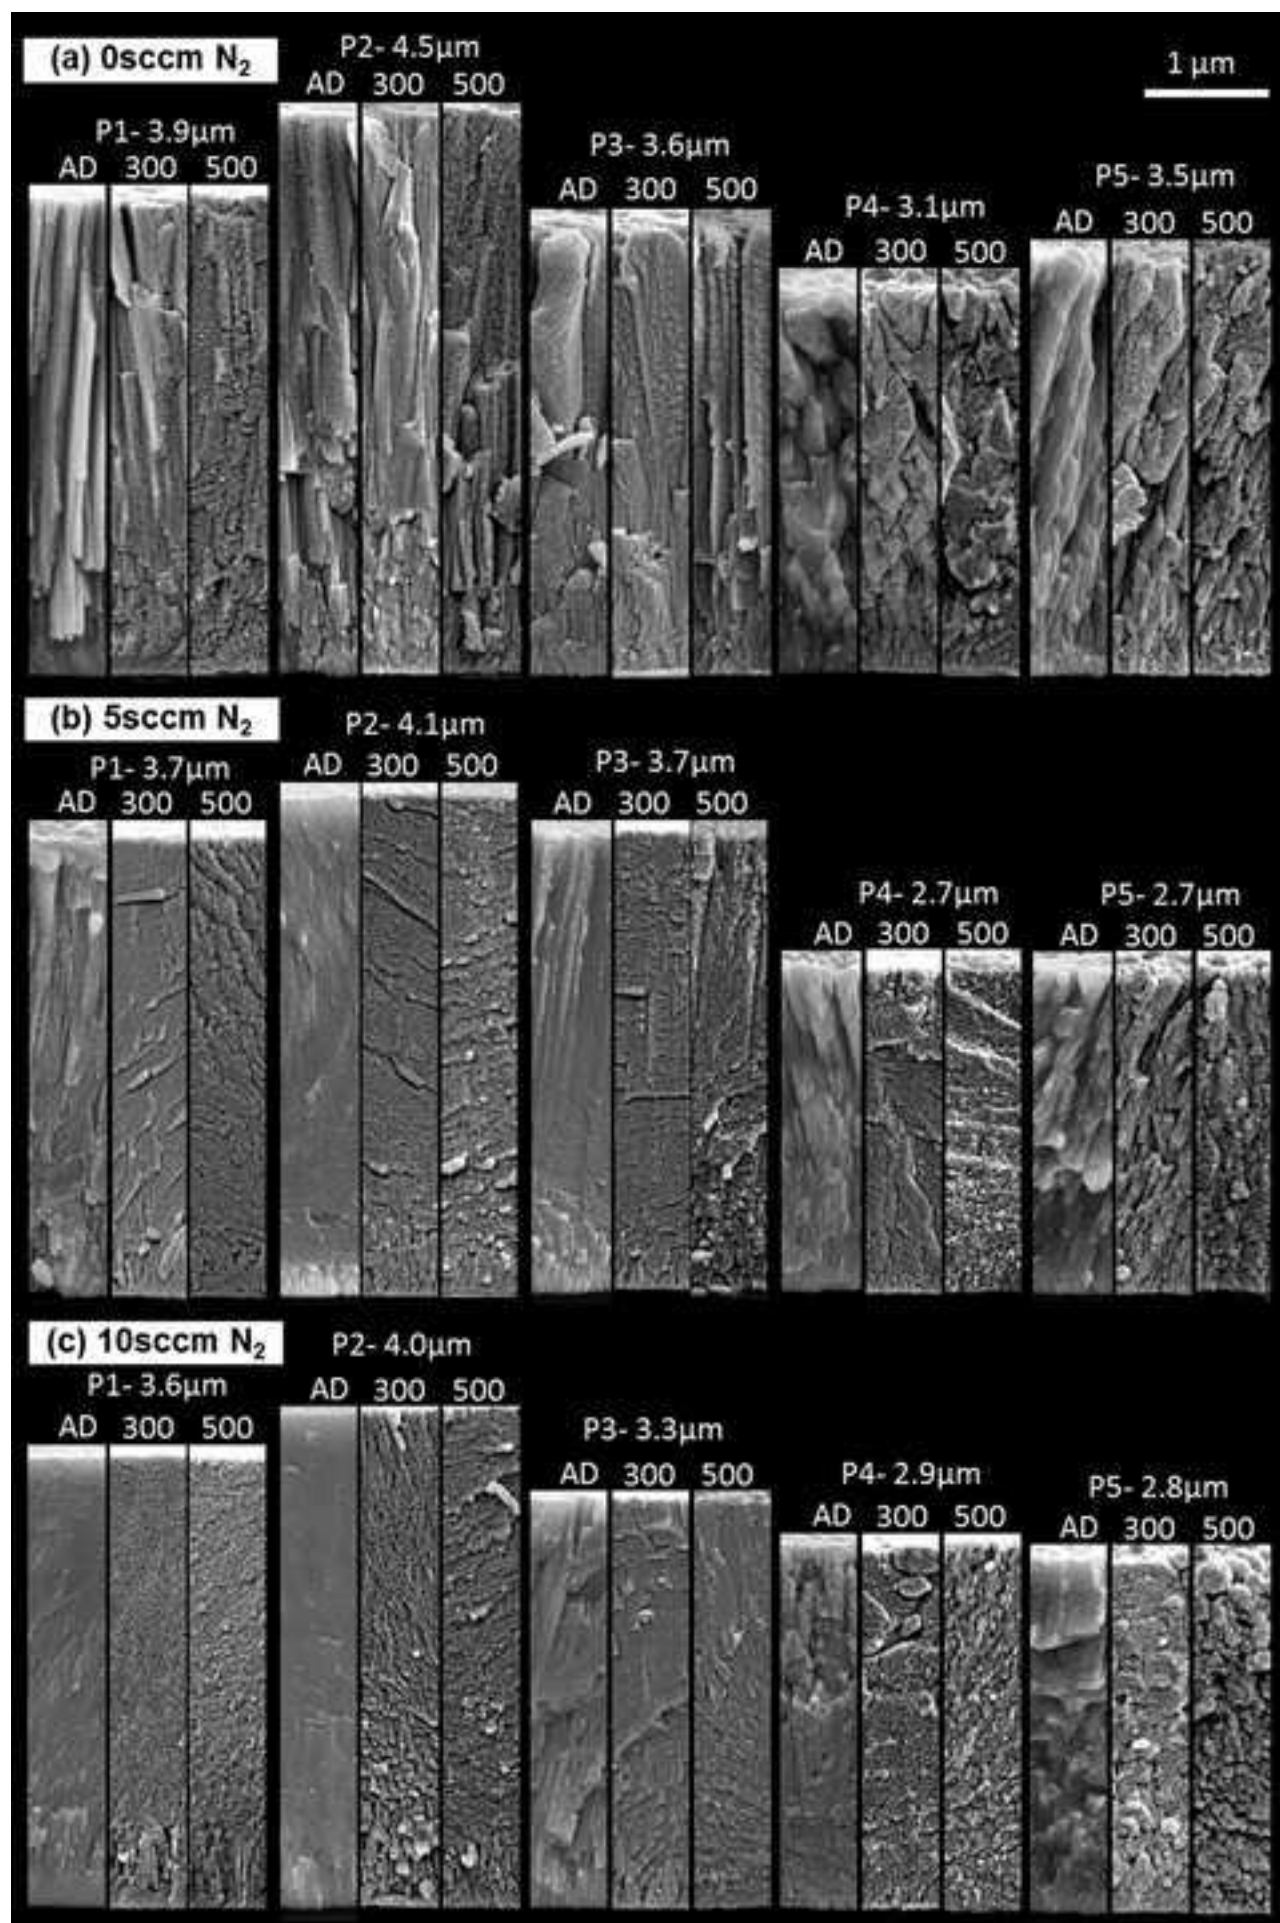 (a) 0sccm N₂
P2- 4.5µm
AD 300 500
1 µm
P1- 3.9µm
AD 300 500
P3- 3.6µm
AD 300 500
P4- 3.1µm
AD 300 500
P5- 3.5µm
AD 300 500
(b) 5sccm N₂
P2- 4.1µm
AD 300 500
P1- 3.7µm
AD 300 500
P3- 3.7µm
AD 300 500
P4- 2.7µm
AD 300 500
P5- 2.7µm
AD 300 500
(c) 10sccm N₂
P2- 4.0µm
AD 300 500
P1- 3.6µm
AD 300 500
P3- 3.3µm
AD 300 500
P4- 2.9µm
AD 300 500
P5- 2.8µm
AD 300 500